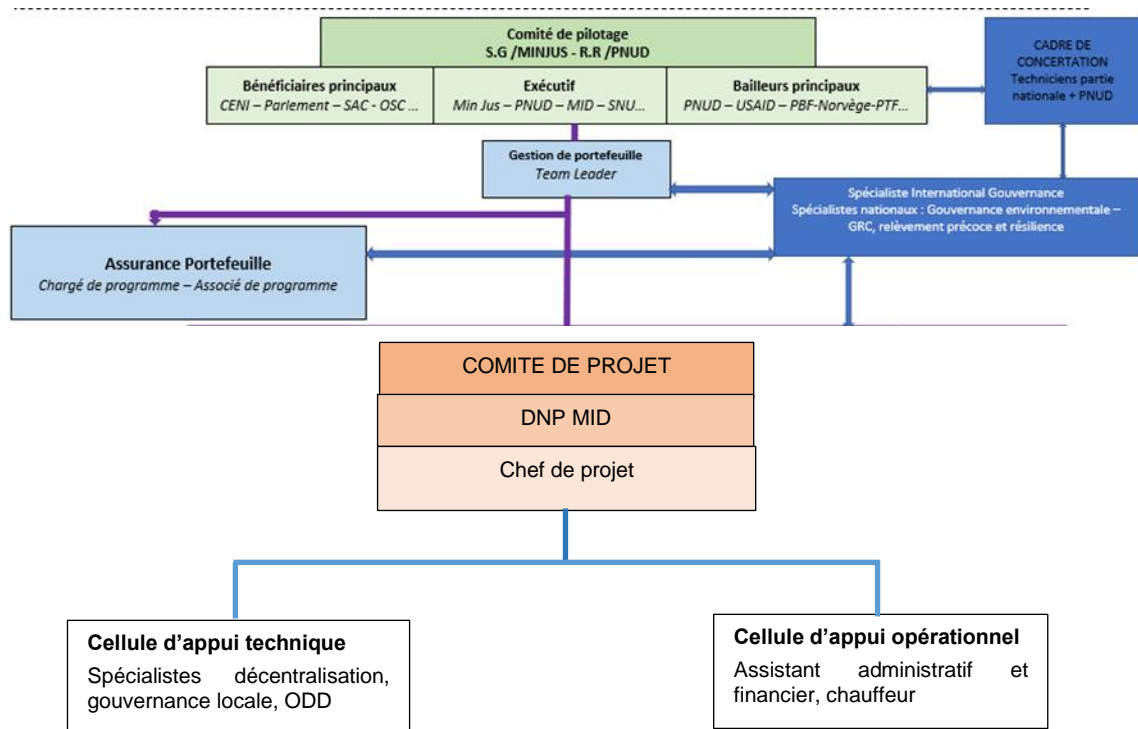 Comité de pilotage
S.G /MINJUS - R.R /PNUD
Bénéficiaires principaux
CENI – Parlement – SAC - OSC ...
Exécutif
Min Jus – PNUD – MID – SNU...
Bailleurs principaux
PNUD – USAID – PBF-Norvège-PTF...
CADRE DE
CONCERTATION
Techniciens partie
nationale + PNUD
Gestion de portefeuille
Team Leader
Spécialiste International Gouvernance
Spécialistes nationaux : Gouvernance environnementale –
GRC, relèvement précoce et résilience
Assurance Portefeuille
Chargé de programme – Associé de programme
COMITE DE PROJET
DNP MID
Chef de projet
Cellule d'appui technique
Spécialistes décentralisation,
gouvernance locale, ODD
Cellule d'appui opérationnel
Assistant administratif et
financier, chauffeur